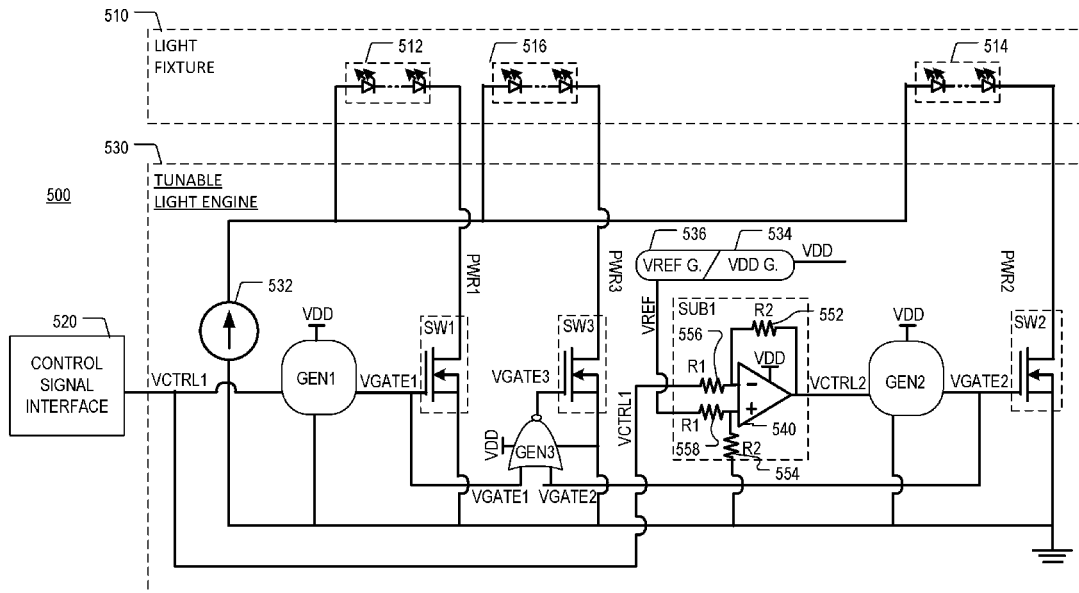 510
LIGHT
FIXTURE
512
516
514
530
500
TUNABLE
LIGHT ENGINE
536
534
VREF G.
VDD G.
VDD
PWR1
PWR3
PWR2
532
VREF
SUB1
R2
552
520
VDD
SW1
SW3
556
VDD
VDD
SW2
CONTROL
SIGNAL
INTERFACE
VCTRL1
GEN1
VGATE1
VGATE3
R1
-
+
VCTRL2
GEN2
VGATE2
VCTRL1
R1
540
VDD
GEN3
558
R2
554
VGATE1
VGATE2